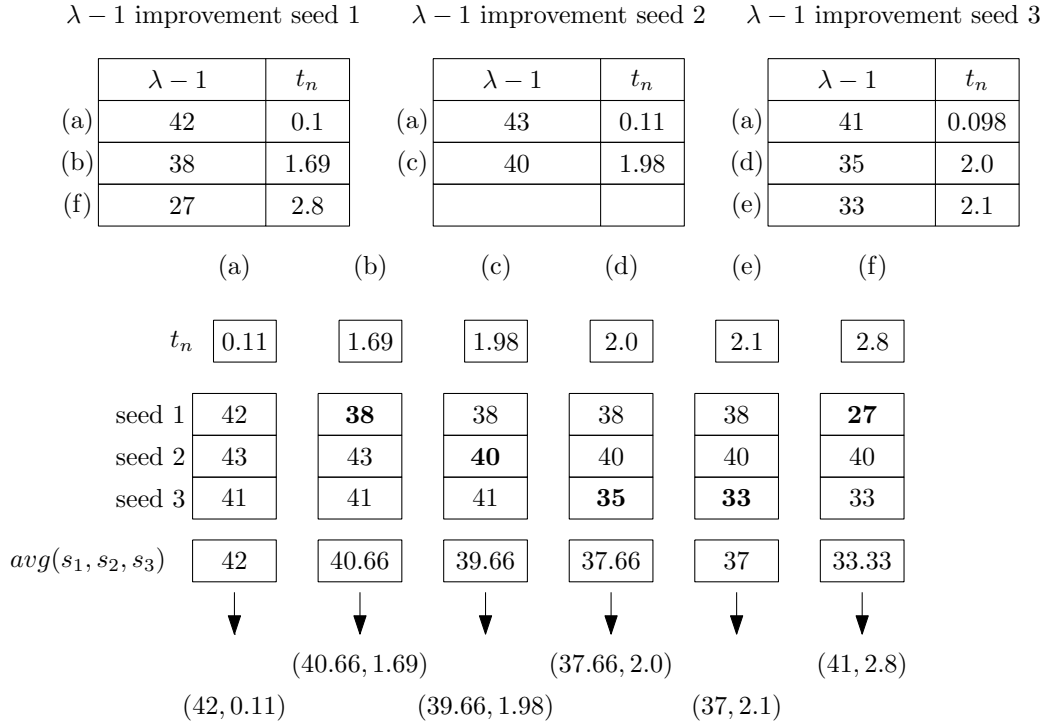 λ − 1 improvement seed 1 λ − 1 improvement seed 2 λ − 1 improvement seed 3
λ − 1 t_n λ − 1 t_n λ − 1 t_n
(a) 42 0.1 (a) 43 0.11 (a) 41 0.098
(b) 38 1.69 (c) 40 1.98 (d) 35 2.0
(f) 27 2.8 (e) 33 2.1
(a) (b) (c) (d) (e) (f)
t_n 0.11 1.69 1.98 2.0 2.1 2.8
seed 1 42 38 38 38 38 27
seed 2 43 43 40 40 40 40
seed 3 41 41 41 35 33 33
avg(s_1, s_2, s_3) 42 40.66 39.66 37.66 37 33.33
(40.66, 1.69) (37.66, 2.0) (41, 2.8)
(42, 0.11) (39.66, 1.98) (37, 2.1)